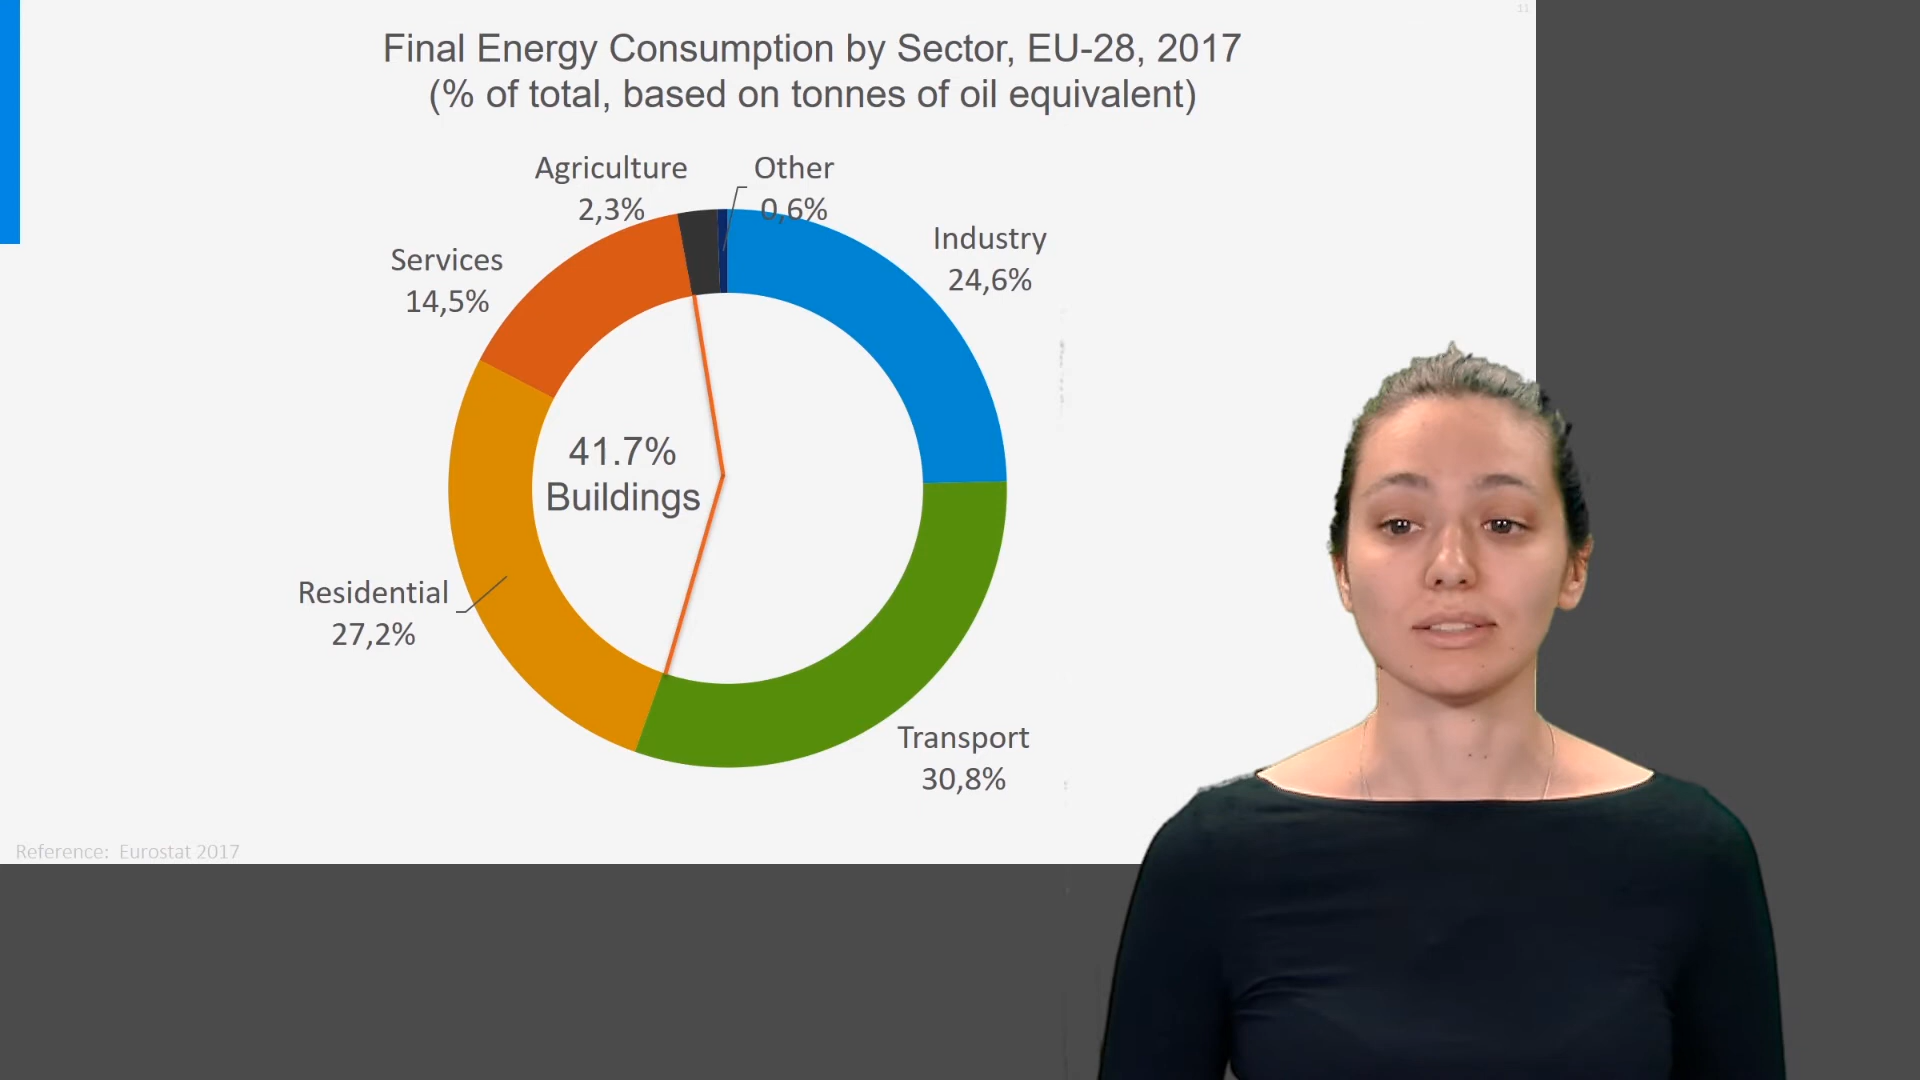 11
Final Energy Consumption by Sector, EU-28, 2017
(% of total, based on tonnes of oil equivalent)
Agriculture
2,3%
Other
0,6%
Industry
24,6%
Services
14,5%
41.7%
Buildings
Residential
27,2%
Transport
30,8%
Reference: Eurostat 2017